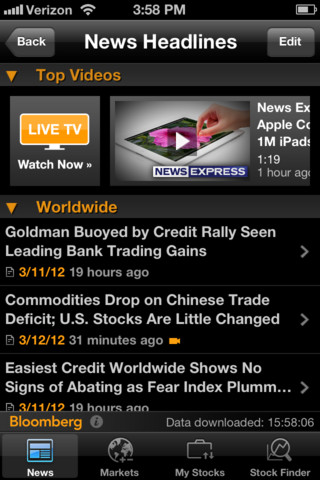 Verizon 3:58 PM
Back News Headlines Edit
Top Videos
LIVE TV
Watch Now »
NEWS EXPRESS
News Ex
Apple Co
1M iPads
1:19
1 hour ago
Worldwide
Goldman Buoyed by Credit Rally Seen
Leading Bank Trading Gains
3/11/12 19 hours ago
Commodities Drop on Chinese Trade
Deficit; U.S. Stocks Are Little Changed
3/12/12 31 minutes ago
Easiest Credit Worldwide Shows No
Signs of Abating as Fear Index Plumm...
3/11/12 19 hours ago
Bloomberg i Data downloaded: 15:58:06
News Markets My Stocks Stock Finder